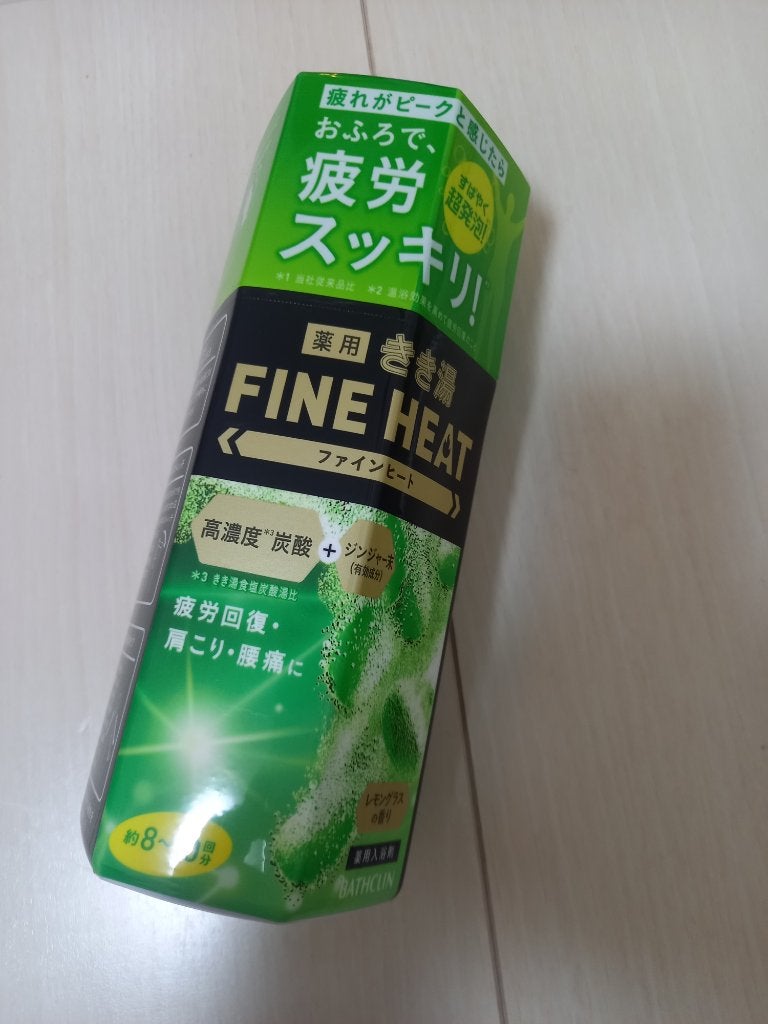 疲れがピークと感じたら
おふろで、
疲労
スッキリ!
すばやく
超発泡!
*1 当社従来品比 *2 温浴効果を高めて疲労回復のこと
薬用 きき湯
FINE HEAT
ファインヒート
高濃度*3炭酸 + ジンジャー末
(有効成分)
*3 きき湯食塩炭酸湯比
疲労回復・
肩こり・腰痛に
レモングラス
の香り
約8~
回
分
薬用入浴剤
BATHCLIN